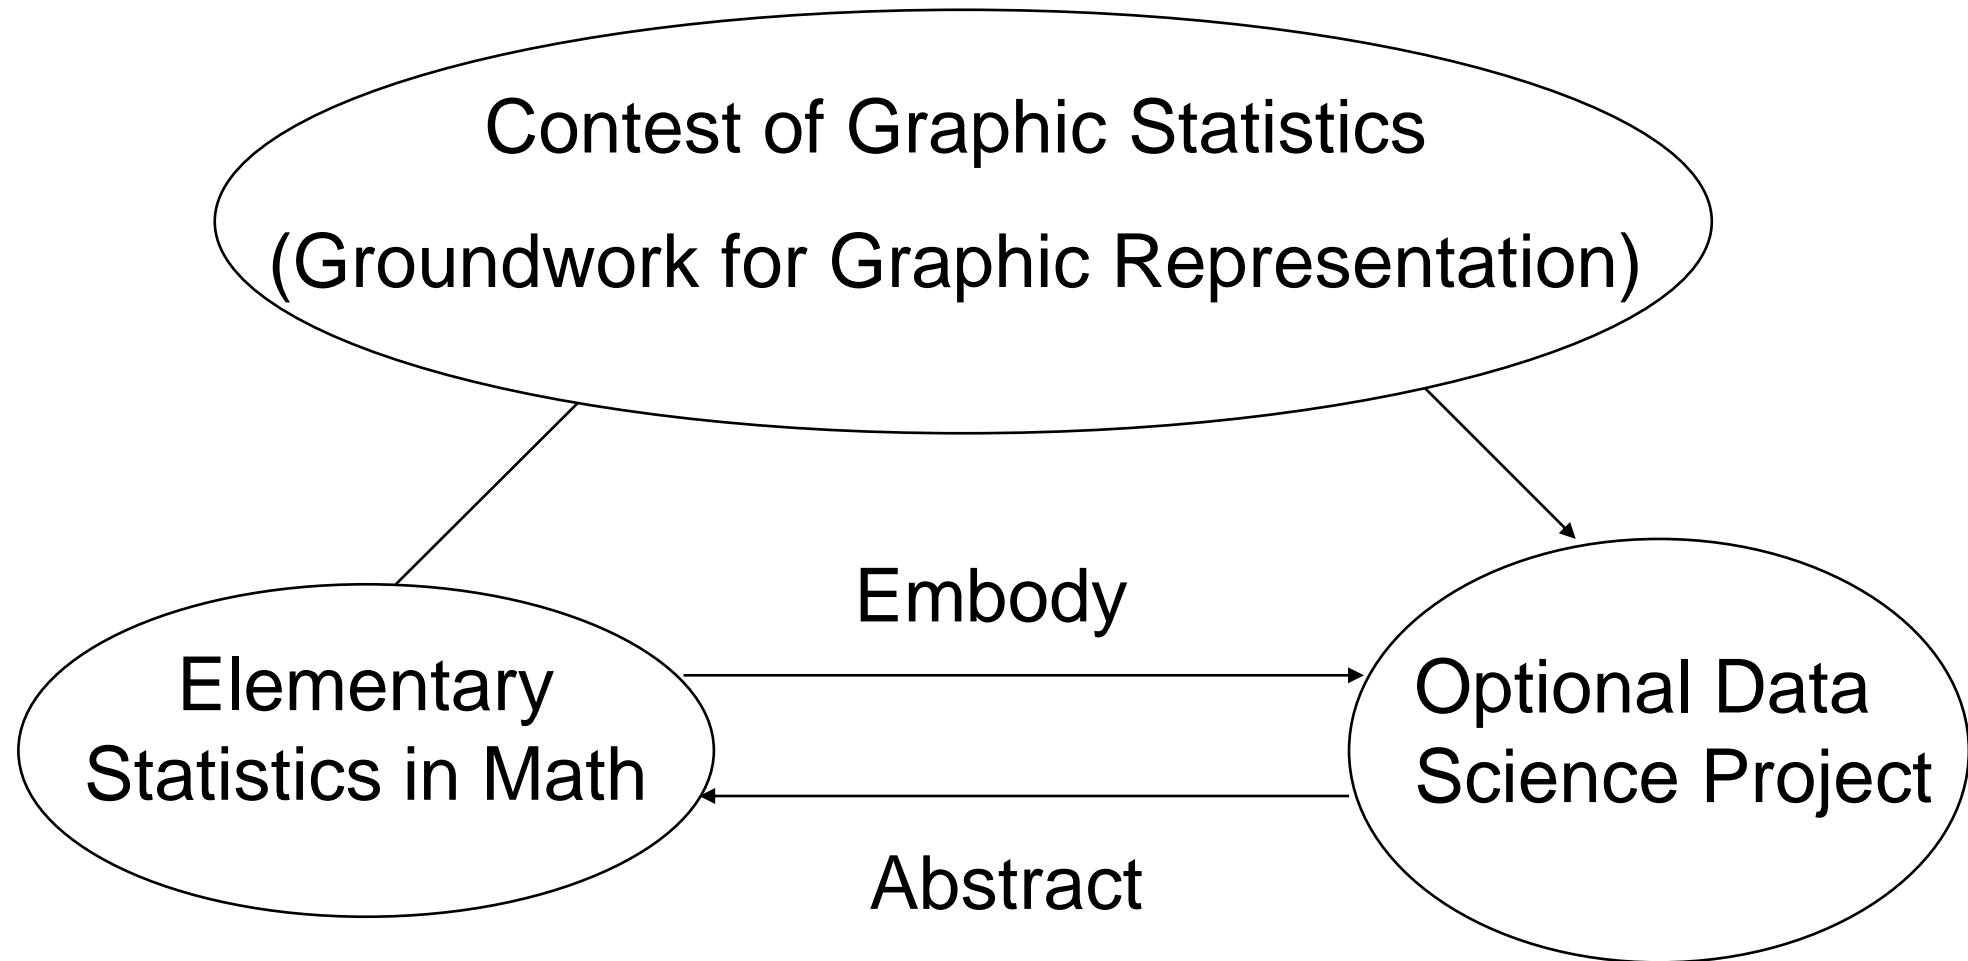 Contest of Graphic Statistics
(Groundwork for Graphic Representation)
Embody
Elementary
Statistics in Math
Optional Data
Science Project
Abstract